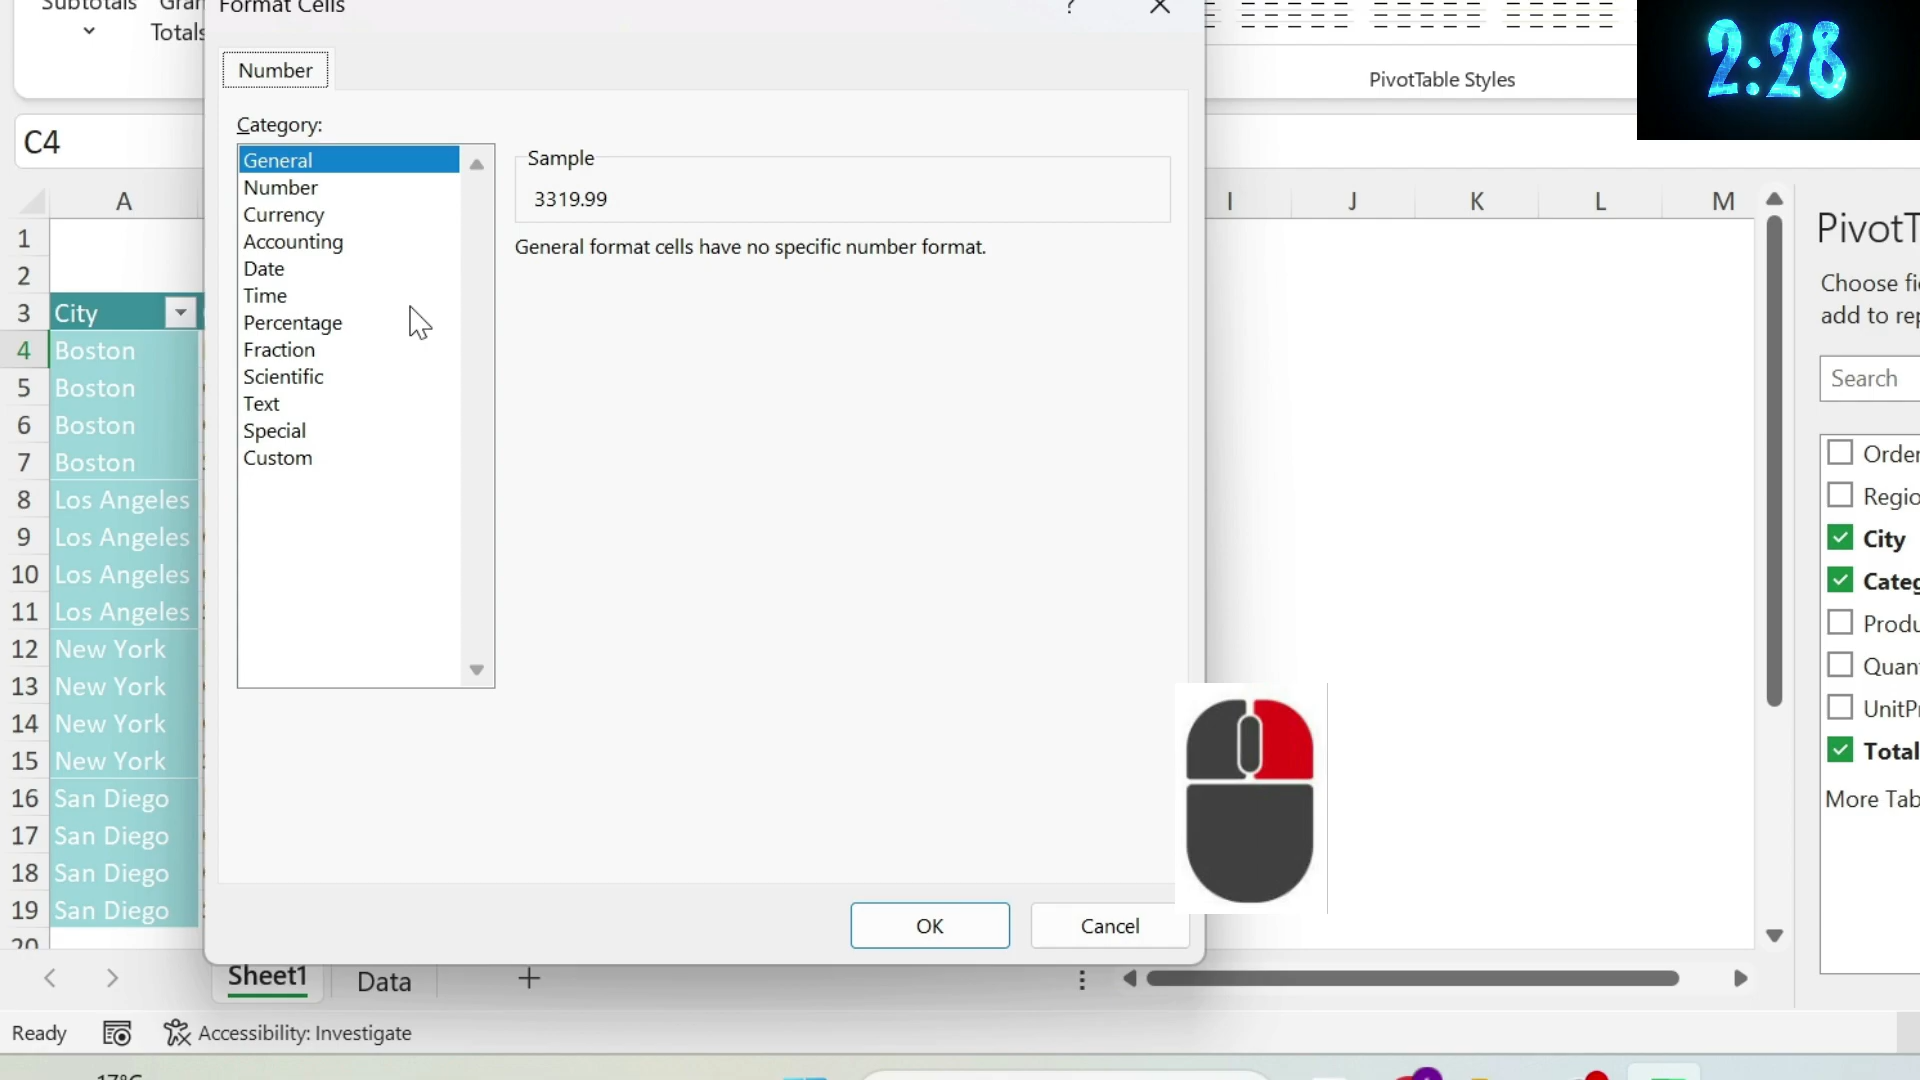 Subtotals
Totals
Format Cells
?
PivotTable Styles
2:28
Number
C4
Category:
General
Number
Currency
Accounting
Date
Time
Percentage
Fraction
Scientific
Text
Special
Custom
Sample
3319.99
General format cells have no specific number format.
A
I J K L M
1
2
3 City
4 Boston
5 Boston
6 Boston
7 Boston
8 Los Angeles
9 Los Angeles
10 Los Angeles
11 Los Angeles
12 New York
13 New York
14 New York
15 New York
16 San Diego
17 San Diego
18 San Diego
19 San Diego
20
PivotT
Choose fi
add to rep
Search
Order
Regio
City
Categ
Produ
Quant
UnitPr
Total
More Tab
OK
Cancel
Sheet1
Data
Ready
Accessibility: Investigate
17°C